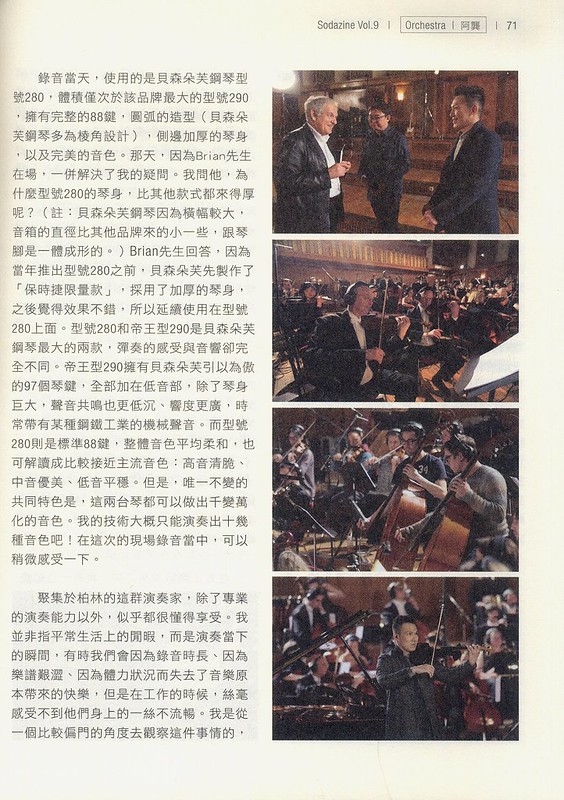 Sodazine Vol.9 | Orchestra | 阿龔 | 71
錄音當天，使用的是貝森朵芙鋼琴型
號280，體積僅次於該品牌最大的型號290
，擁有完整的88鍵，圓弧的造型（貝森朵
芙鋼琴多為棱角設計），側邊加厚的琴身
，以及完美的音色。那天，因為Brian先生
在場，一併解決了我的疑問。我問他，為
什麼型號280的琴身，比其他款式都來得厚
呢？（註：貝森朵芙鋼琴因為橫幅較大，
音箱的直徑比其他品牌來的小一些，跟琴
腳是一體成形的。）Brian先生回答，因為
當年推出型號280之前，貝森朵芙先製作了
「保時捷限量款」，採用了加厚的琴身，
之後覺得效果不錯，所以延續使用在型號
280上面。型號280和帝王型290是貝森朵芙
鋼琴最大的兩款，彈奏的感受與音響卻完
全不同。帝王型290擁有貝森朵芙引以為傲
的97個琴鍵，全部加在低音部，除了琴身
巨大，聲音共鳴也更低沉、響度更廣，時
常帶有某種鋼鐵工業的機械聲音。而型號
280則是標準88鍵，整體音色平均柔和，也
可解讀成比較接近主流音色：高音清脆、
中音優美、低音平穩。但是，唯一不變的
共同特色是，這兩台琴都可以做出千變萬
化的音色。我的技術大概只能演奏出十幾
種音色吧！在這次的現場錄音當中，可以
稍微感受一下。
聚集於柏林的這群演奏家，除了專業
的演奏能力以外，似乎都很懂得享受。我
並非指平常生活上的閒暇，而是演奏當下
的瞬間，有時我們會因為錄音時長、因為
樂譜艱澀、因為體力狀況而失去了音樂原
本帶來的快樂，但是在工作的時候，絲毫
感受不到他們身上的一絲不流暢。我是從
一個比較偏門的角度去觀察這件事情的，
34